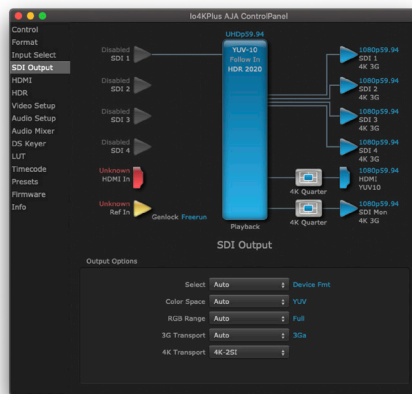 Io4KPlus AJA ControlPanel
Control
Format
Input Select
SDI Output
HDMI
HDR
Video Setup
Audio Setup
Audio Mixer
DS Keyer
LUT
Timecode
Presets
Firmware
Info
UHDp59.94
YUV-10
Follow In
HDR 2020
Disabled
SDI 1
Disabled
SDI 2
Disabled
SDI 3
Disabled
SDI 4
Unknown
HDMI In
Unknown
Ref In
Genlock Freerun
Playback
1080p59.94
SDI 1
4K 3G
1080p59.94
SDI 2
4K 3G
1080p59.94
SDI 3
4K 3G
1080p59.94
SDI 4
4K 3G
4K Quarter
1080p59.94
HDMI
YUV10
4K Quarter
1080p59.94
SDI Mon
4K 3G
SDI Output
Output Options
Select Auto Device Fmt
Color Space Auto YUV
RGB Range Auto Full
3G Transport Auto 3Ga
4K Transport 4K-2SI